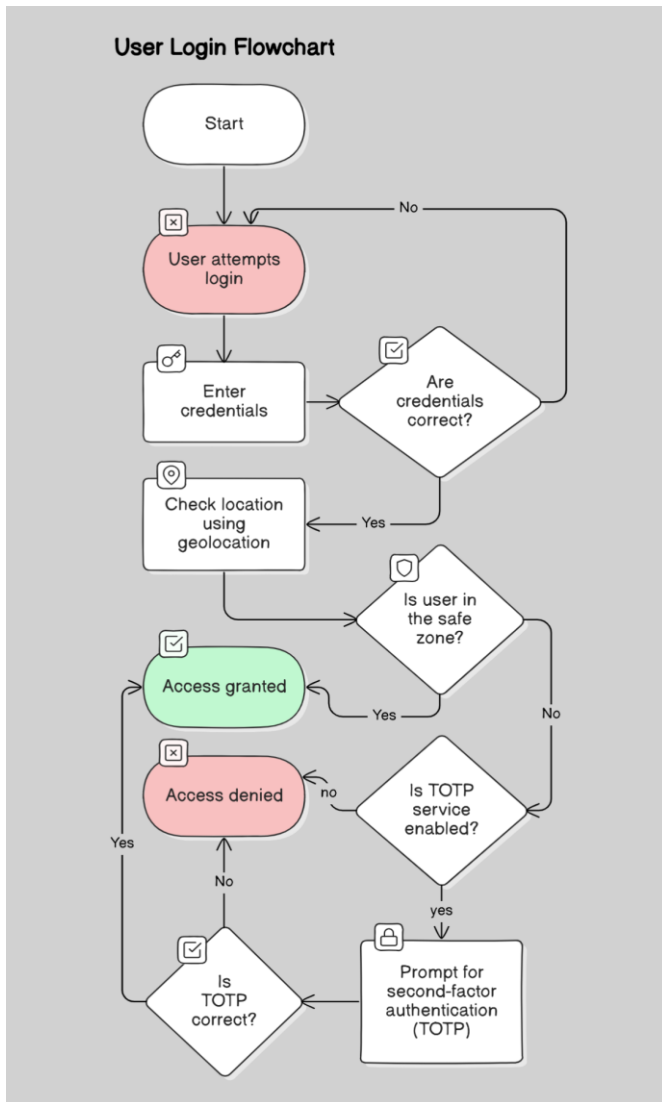 User Login Flowchart
Start
No
User attempts
login
Enter
credentials
Are
credentials
correct?
Check location
using
geolocation
Yes
Is user in
the safe
zone?
Access granted
Yes
No
Access denied
no
Is TOTP
service
enabled?
Yes
No
yes
Is
TOTP
correct?
Prompt for
second-factor
authentication
(TOTP)